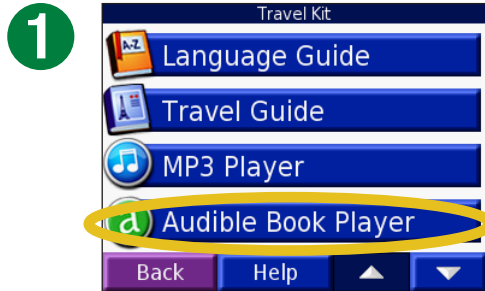 1
Travel Kit
A-Z
Language Guide
Travel Guide
MP3 Player
a
Audible Book Player
Back Help